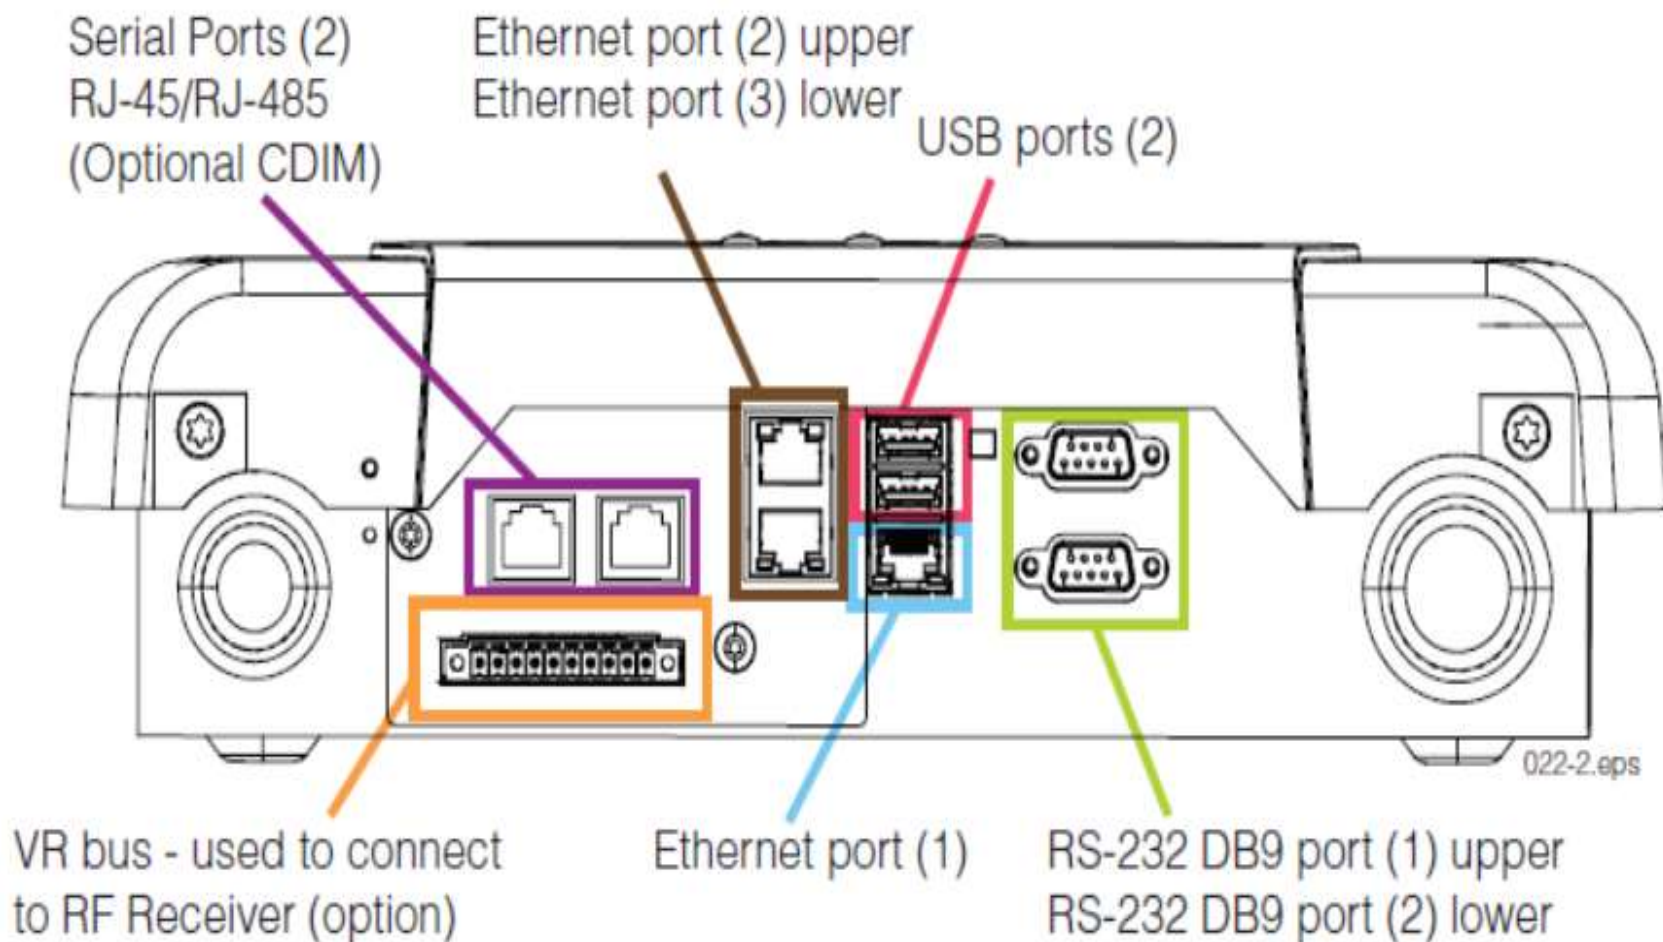 Serial Ports (2)
RJ-45/RJ-485
(Optional CDIM)
Ethernet port (2) upper
Ethernet port (3) lower
USB ports (2)
022-2.eps
VR bus - used to connect
to RF Receiver (option)
Ethernet port (1)
RS-232 DB9 port (1) upper
RS-232 DB9 port (2) lower